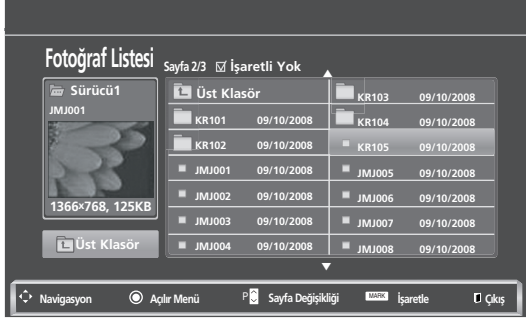 Fotoğraf Listesi Sayfa 2/3 ☑ İşaretli Yok
Sürücü1
JMJ001
1366×768, 125KB
Üst Klasör
Üst Klasör
KR101 09/10/2008
KR102 09/10/2008
JMJ001 09/10/2008
JMJ002 09/10/2008
JMJ003 09/10/2008
JMJ004 09/10/2008
KR103 09/10/2008
KR104 09/10/2008
KR105 09/10/2008
JMJ005 09/10/2008
JMJ006 09/10/2008
JMJ007 09/10/2008
JMJ008 09/10/2008
Navigasyon Açılır Menü P Sayfa Değişikliği MARK İşaretle Çıkış